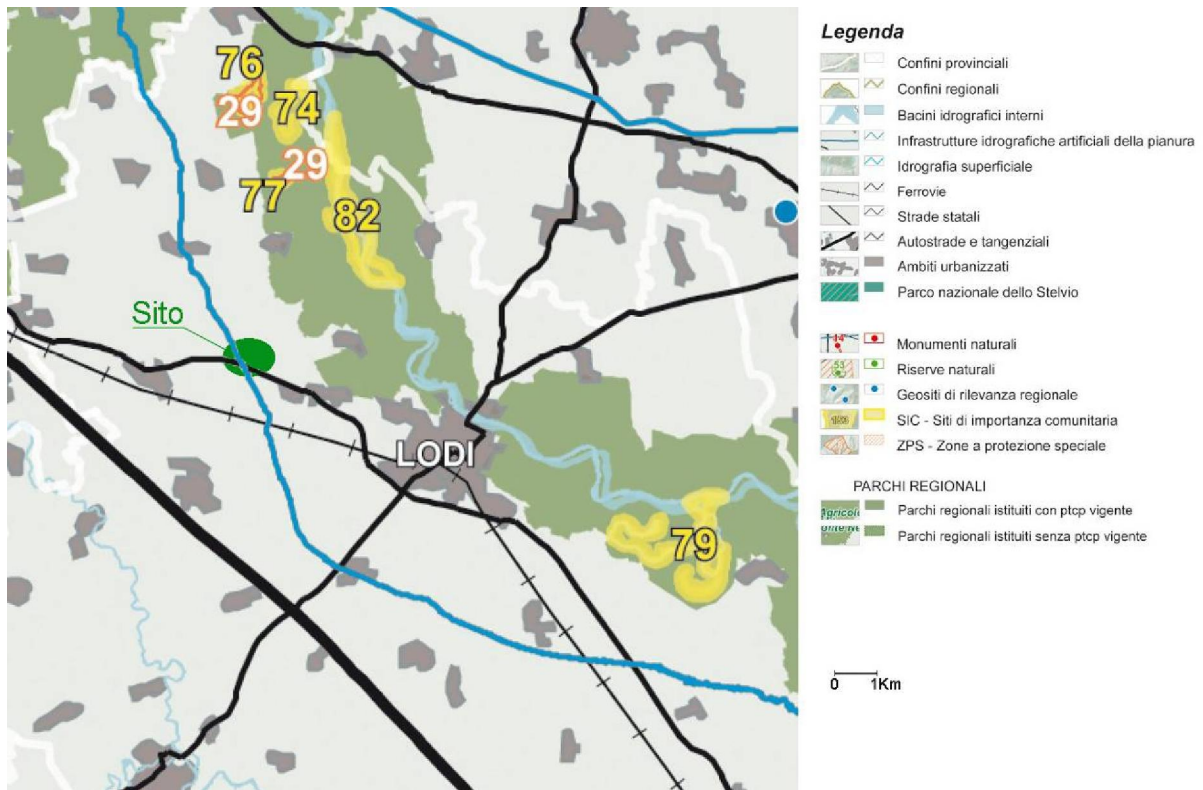 76
29
74
29
77
82
Sito
LODI
79
Legenda
Confini provinciali
Confini regionali
Bacini idrografici interni
Infrastrutture idrografiche artificiali della pianura
Idrografia superficiale
Ferrovie
Strade statali
Autostrade e tangenziali
Ambiti urbanizzati
Parco nazionale dello Stelvio
Monumenti naturali
Riserve naturali
Geositi di rilevanza regionale
SIC - Siti di importanza comunitaria
ZPS - Zone a protezione speciale
PARCHI REGIONALI
Parchi regionali istituiti con ptcp vigente
Parchi regionali istituiti senza ptcp vigente
0 1Km